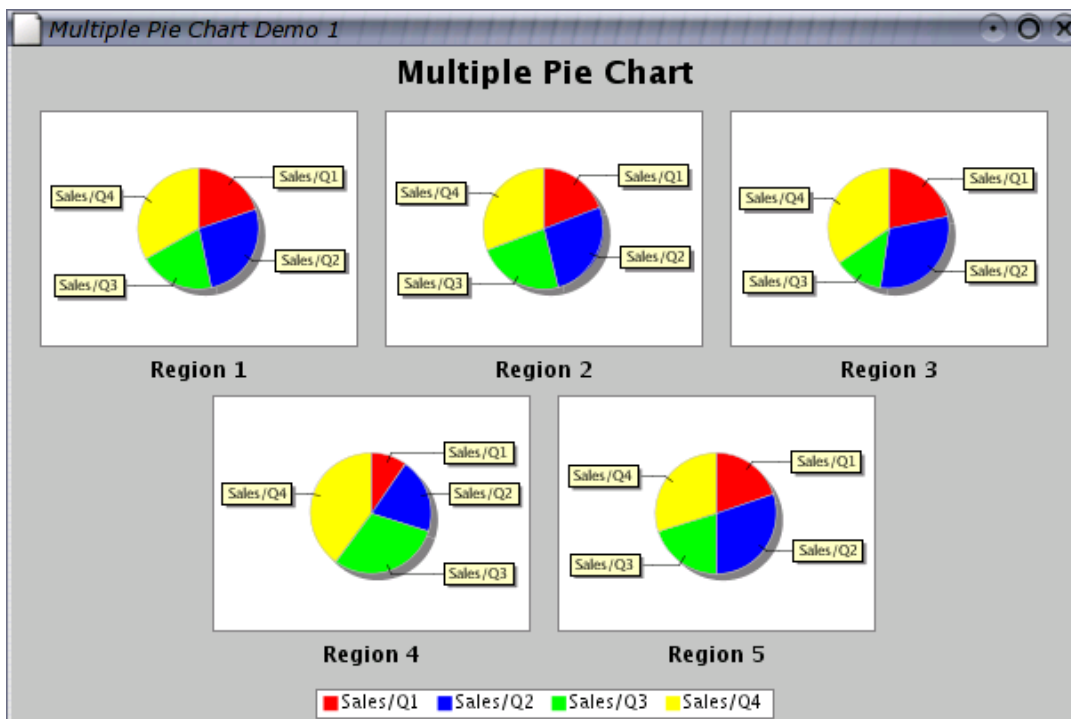 Multiple Pie Chart Demo 1
Multiple Pie Chart
Sales/Q1
Sales/Q4
Sales/Q2
Sales/Q3
Region 1
Sales/Q1
Sales/Q4
Sales/Q2
Sales/Q3
Region 2
Sales/Q1
Sales/Q4
Sales/Q2
Sales/Q3
Region 3
Sales/Q1
Sales/Q4
Sales/Q2
Sales/Q3
Region 4
Sales/Q1
Sales/Q4
Sales/Q2
Sales/Q3
Region 5
Sales/Q1 Sales/Q2 Sales/Q3 Sales/Q4